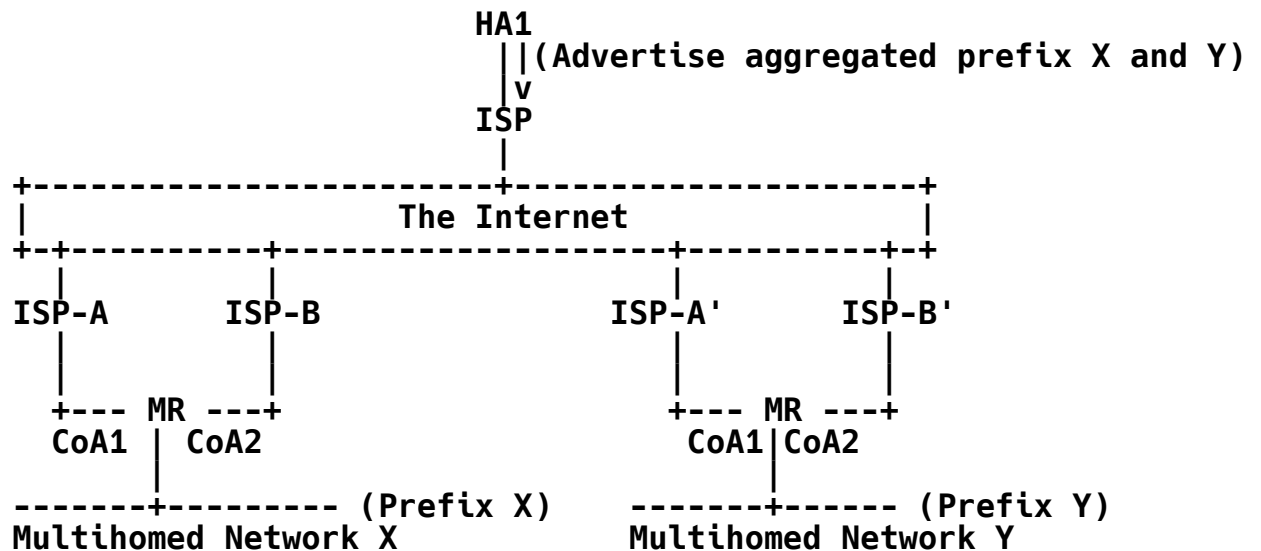 HA1
||(Advertise aggregated prefix X and Y)
|v
ISP
|
+------------------------+---------------------+
| The Internet |
+-+----------+--------------------+----------+-+
| | | |
ISP-A ISP-B ISP-A' ISP-B'
| | | |
| | | |
+--- MR ---+ +--- MR ---+
CoA1 | CoA2 CoA1|CoA2
| |
-------+--------- (Prefix X) -------+------ (Prefix Y)
Multihomed Network X Multihomed Network Y